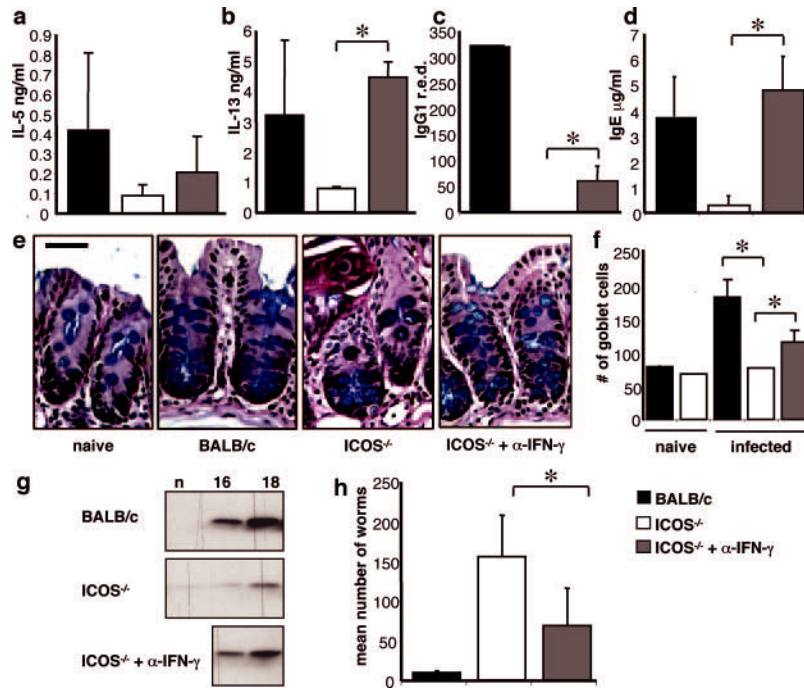 a
IL-5 ng/ml
0.9
0.8
0.7
0.6
0.5
0.4
0.3
0.2
0.1
0
b
IL-13 ng/ml
6
5
4
3
2
1
0
*
c
IgG1 r.e.d.
350
300
250
200
150
100
50
0
*
d
IgE µg/ml
7
6
5
4
3
2
1
0
*
e
naive
BALB/c
ICOS-/-
ICOS-/- + α-IFN-γ
f
# of goblet cells
250
200
150
100
50
0
*
*
naive
infected
g
n 16 18
BALB/c
ICOS-/-
ICOS-/- + α-IFN-γ
h
mean number of worms
250
200
150
100
50
0
*
BALB/c
ICOS-/-
ICOS-/- + α-IFN-γ